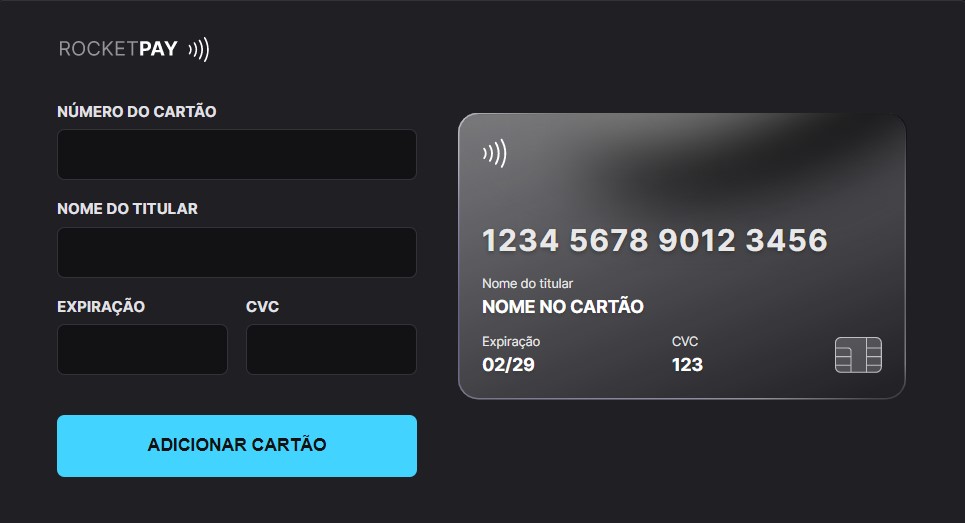 ROCKETPAY
NÚMERO DO CARTÃO
NOME DO TITULAR
EXPIRAÇÃO CVC
ADICIONAR CARTÃO
1234 5678 9012 3456
Nome do titular
NOME NO CARTÃO
Expiração CVC
02/29 123